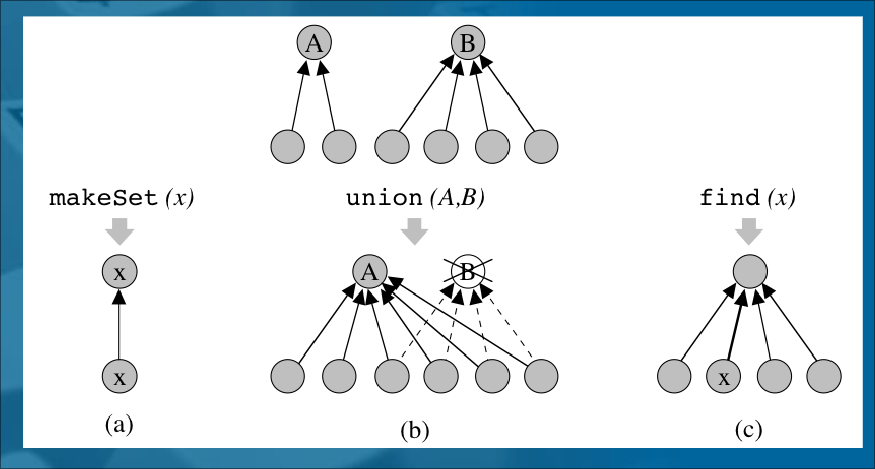 A B
makeSet (x) union (A,B) find (x)
x A B
x x
(a) (b) (c)